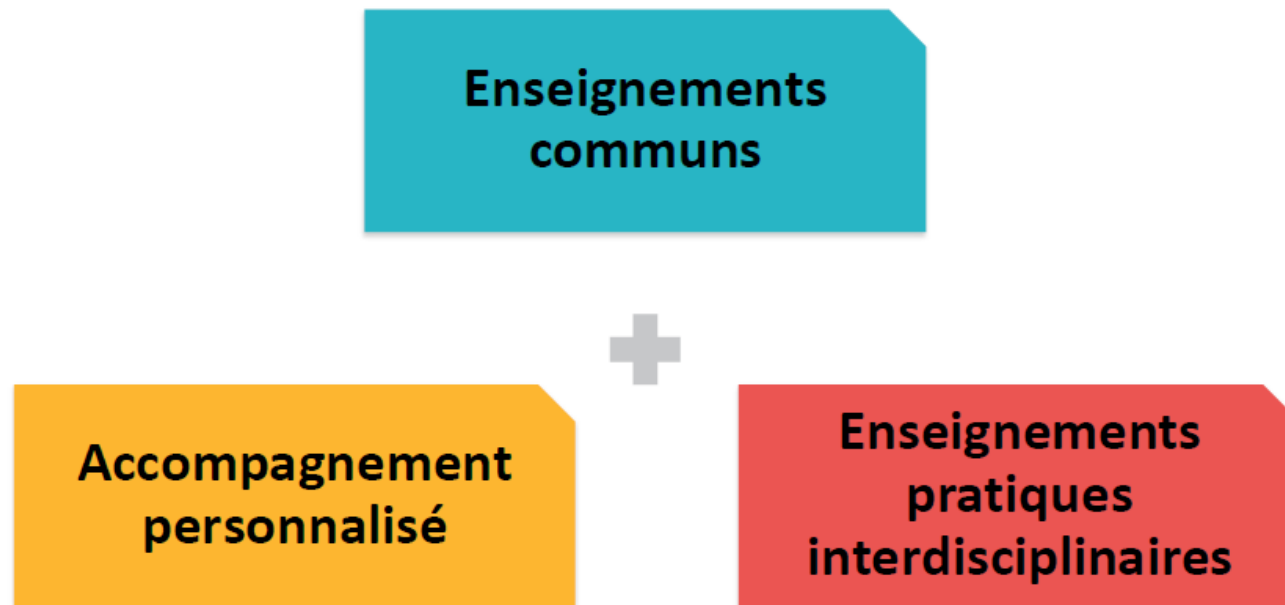 Enseignements
communs
Accompagnement
personnalisé
Enseignements
pratiques
interdisciplinaires